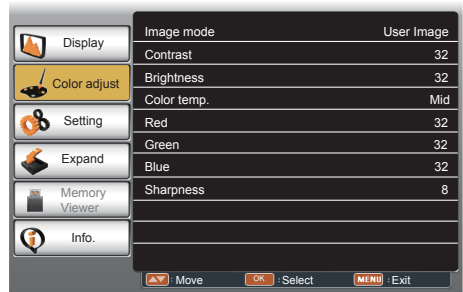 Display
Color adjust
Setting
Expand
Memory
Viewer
Info.
Image mode User Image
Contrast 32
Brightness 32
Color temp. Mid
Red 32
Green 32
Blue 32
Sharpness 8
: Move OK : Select MENU : Exit